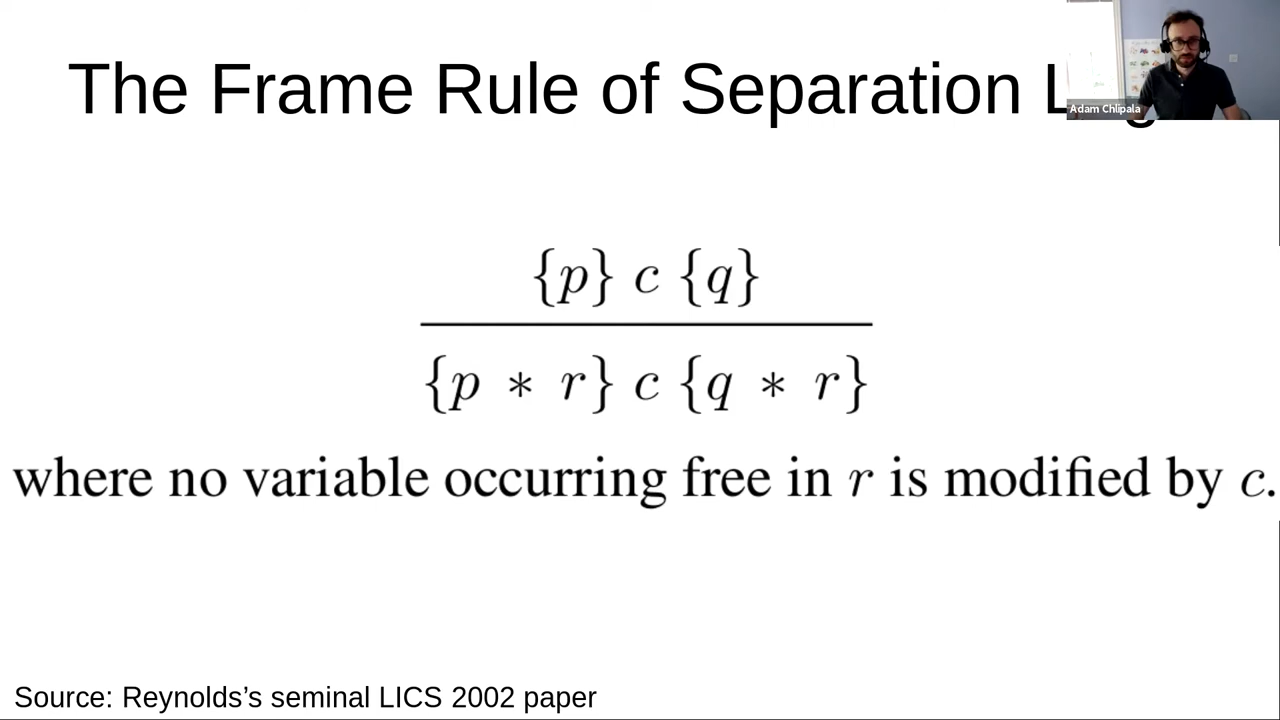 The Frame Rule of Separation
Adam Chlipala
{p} c {q}
{p * r} c {q * r}
where no variable occurring free in r is modified by c.
Source: Reynolds’s seminal LICS 2002 paper